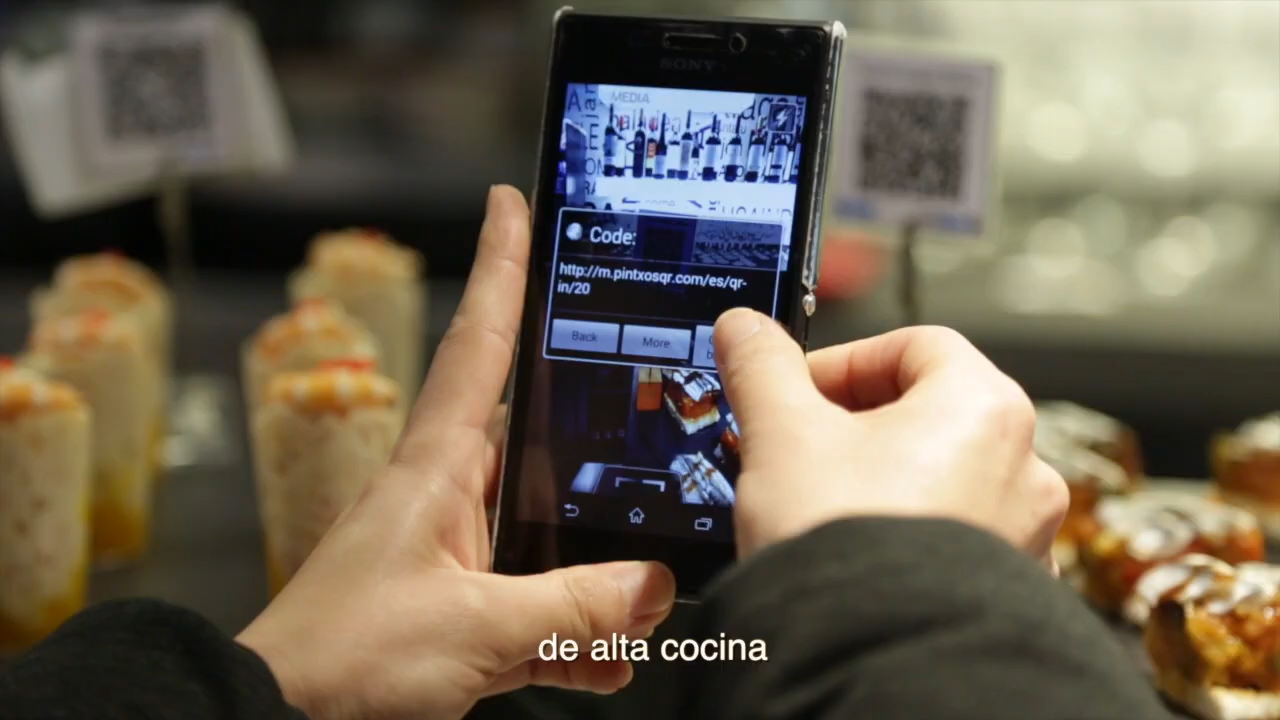 SONY
MEDIA
Code:
http://m.pintxosqr.com/es/qr-
in/20
Back
More
de alta cocina